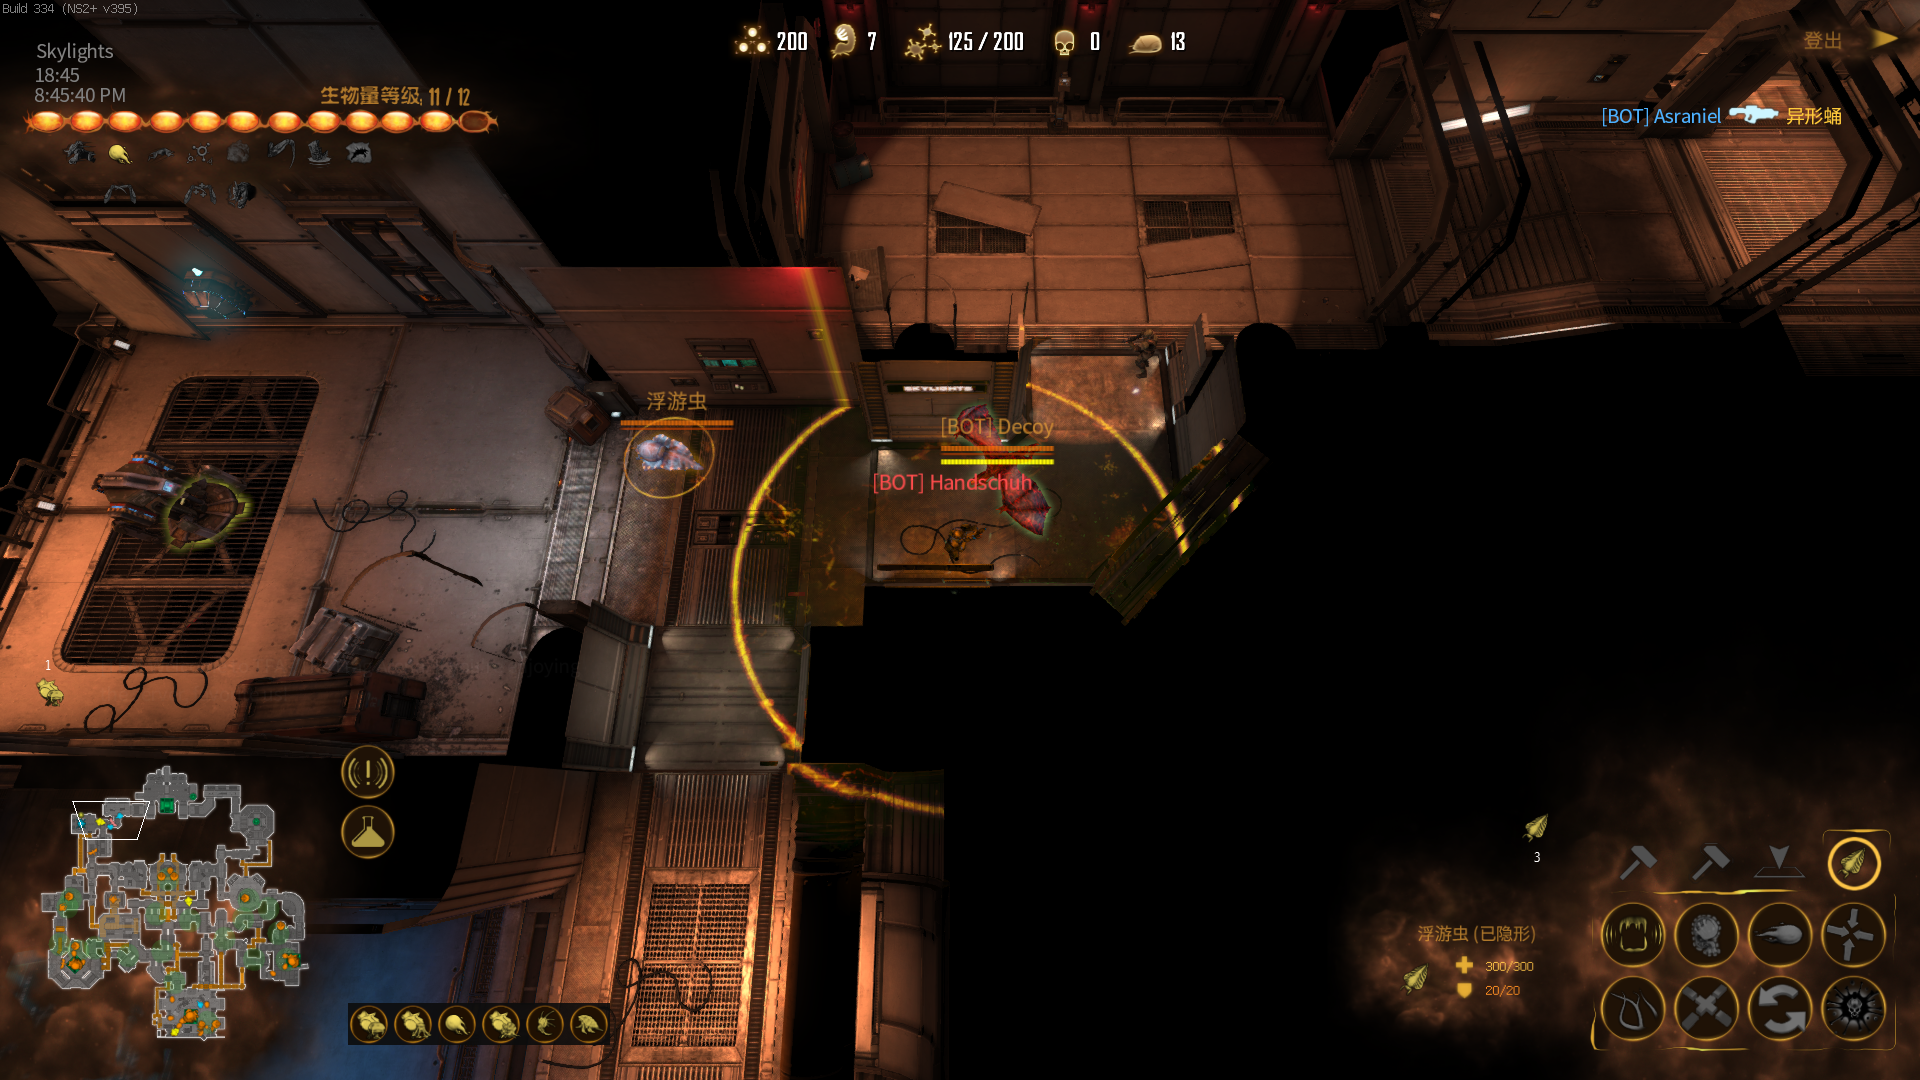 Build 334 (NS2+ v395)
Skylights
18:45
8:45:40 PM
生物量等级 11 / 12
200
7
125 / 200
0
13
登出
[BOT] Asraniel
异形蛹
SKYLIGHTS
浮游虫
[BOT] Decoy
[BOT] Handschuh
1
3
浮游虫 (已隐形)
300/300
20/20